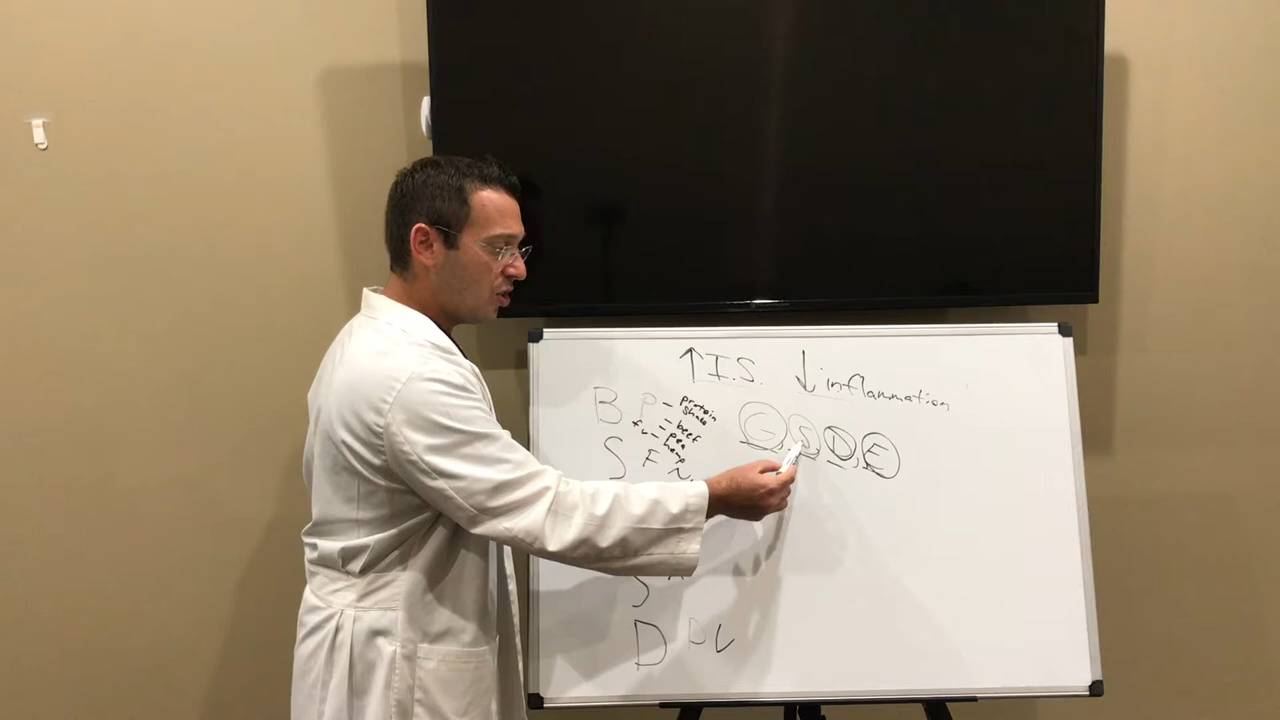 ↑ I.S. ↓ inflammation
B P - protein shake
- beef
- pea
hemp
G, S, D, E
S F N
S
D P V